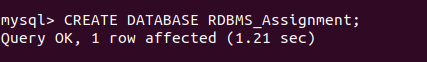 mysql> CREATE DATABASE RDBMS_Assignment;
Query OK, 1 row affected (1.21 sec)